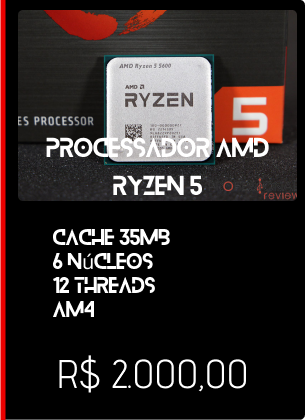 AMD Ryzen 5 5600
AMD
RYZEN
ES PROCESSOR
5
PROCESSADOR AMD
RYZEN 5
review
CACHE 35MB
6 NÚCLEOS
12 THREADS
AM4
R$ 2.000,00